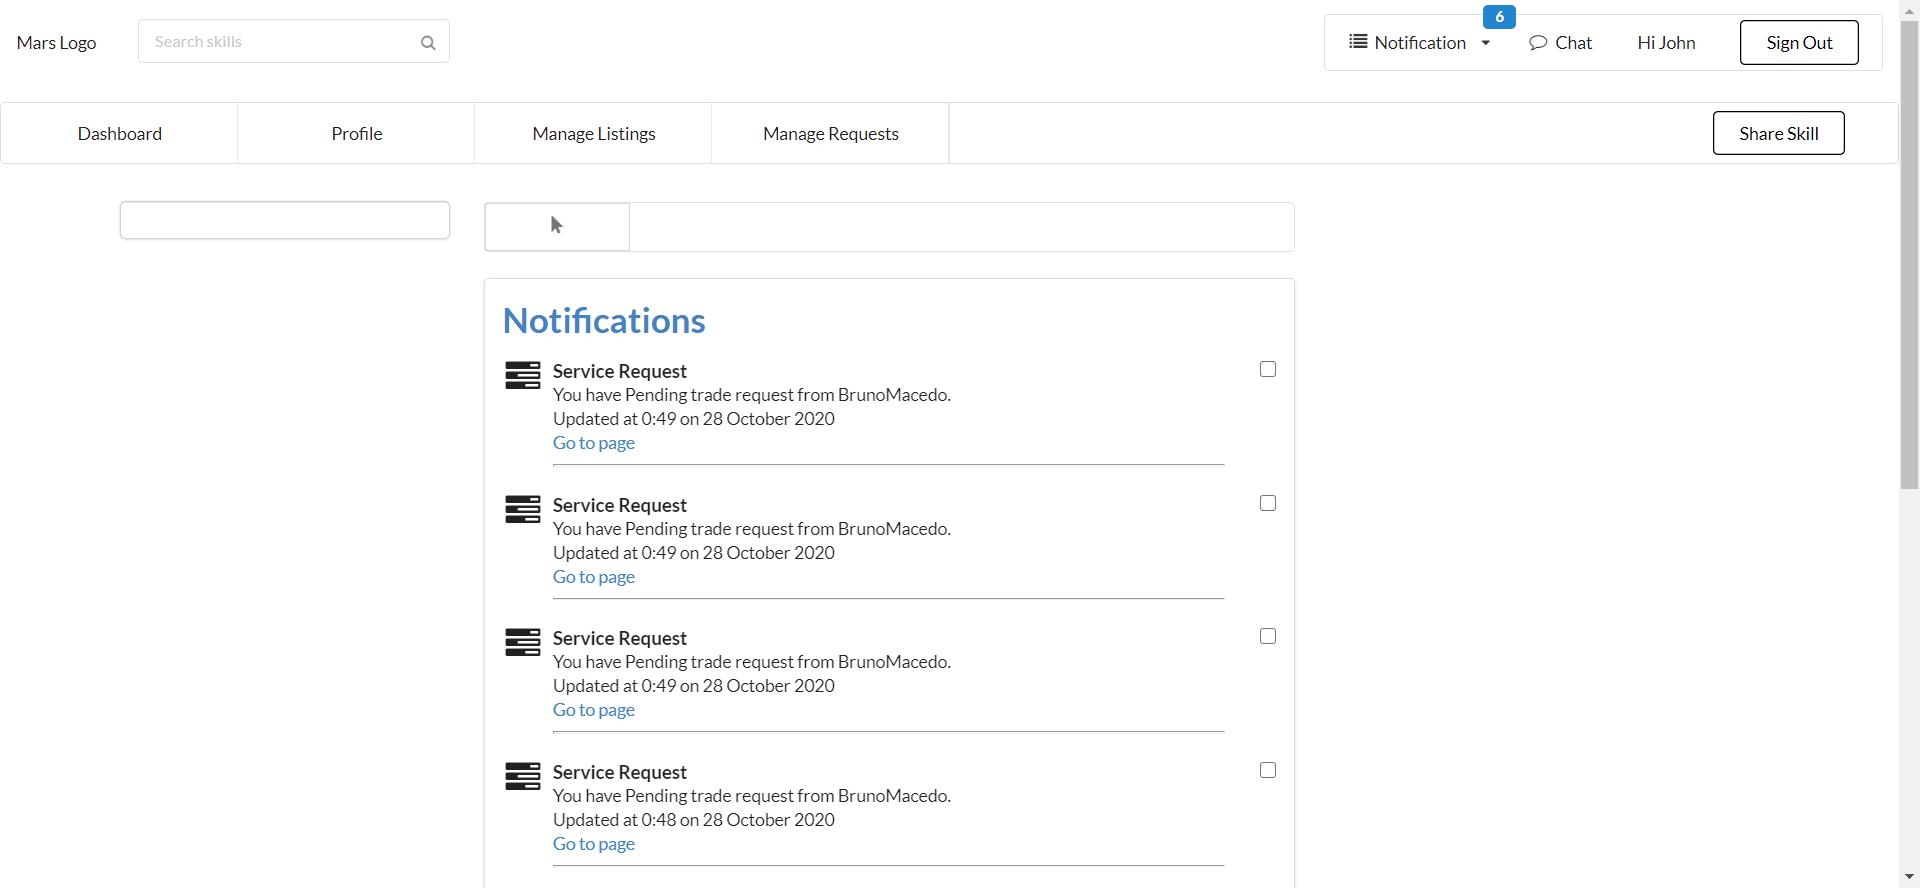 Mars Logo
Search skills
6
Notification
Chat
Hi John
Sign Out
Dashboard
Profile
Manage Listings
Manage Requests
Share Skill
Notifications
Service Request
You have Pending trade request from BrunoMacedo.
Updated at 0:49 on 28 October 2020
Go to page
Service Request
You have Pending trade request from BrunoMacedo.
Updated at 0:49 on 28 October 2020
Go to page
Service Request
You have Pending trade request from BrunoMacedo.
Updated at 0:49 on 28 October 2020
Go to page
Service Request
You have Pending trade request from BrunoMacedo.
Updated at 0:48 on 28 October 2020
Go to page